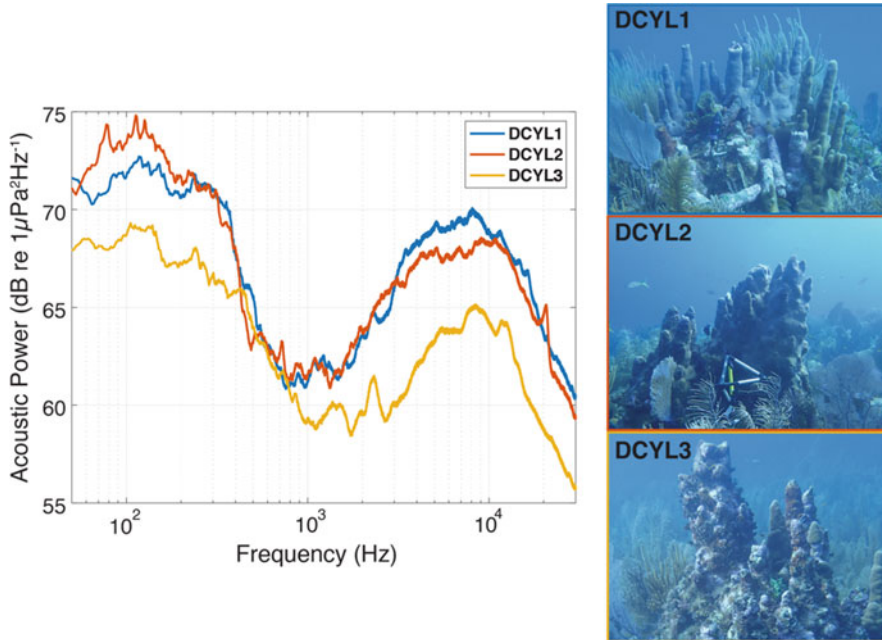 75
70
65
60
55
Acoustic Power (dB re 1µPa²Hz⁻¹)
10²
10³
10⁴
Frequency (Hz)
DCYL1
DCYL2
DCYL3
DCYL1
DCYL2
DCYL3